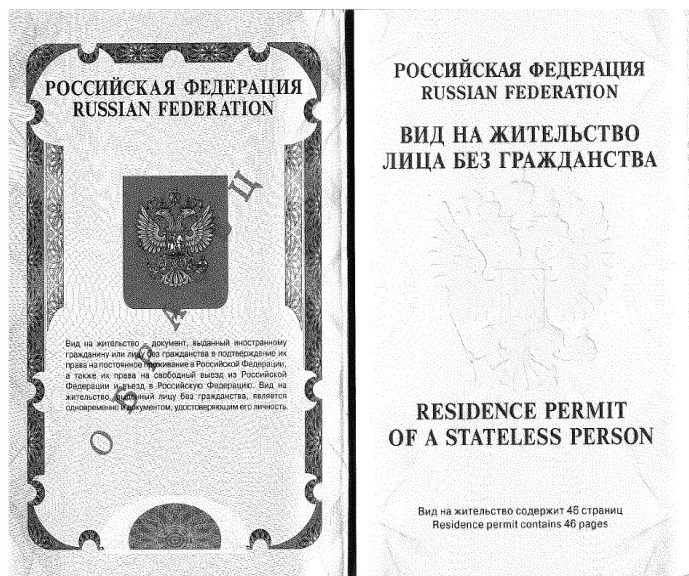 РОССИЙСКАЯ ФЕДЕРАЦИЯ
RUSSIAN FEDERATION
ОБРАЗЕЦ
Вид на жительство – документ, выданный иностранному
гражданину или лицу без гражданства в подтверждение их
права на постоянное проживание в Российской Федерации,
а также их права на свободный выезд из Российской
Федерации и въезд в Российскую Федерацию. Вид на
жительство, выданный лицу без гражданства, является
одновременно и документом, удостоверяющим его личность.
РОССИЙСКАЯ ФЕДЕРАЦИЯ
RUSSIAN FEDERATION
ВИД НА ЖИТЕЛЬСТВО
ЛИЦА БЕЗ ГРАЖДАНСТВА
RESIDENCE PERMIT
OF A STATELESS PERSON
Вид на жительство содержит 46 страниц
Residence permit contains 46 pages